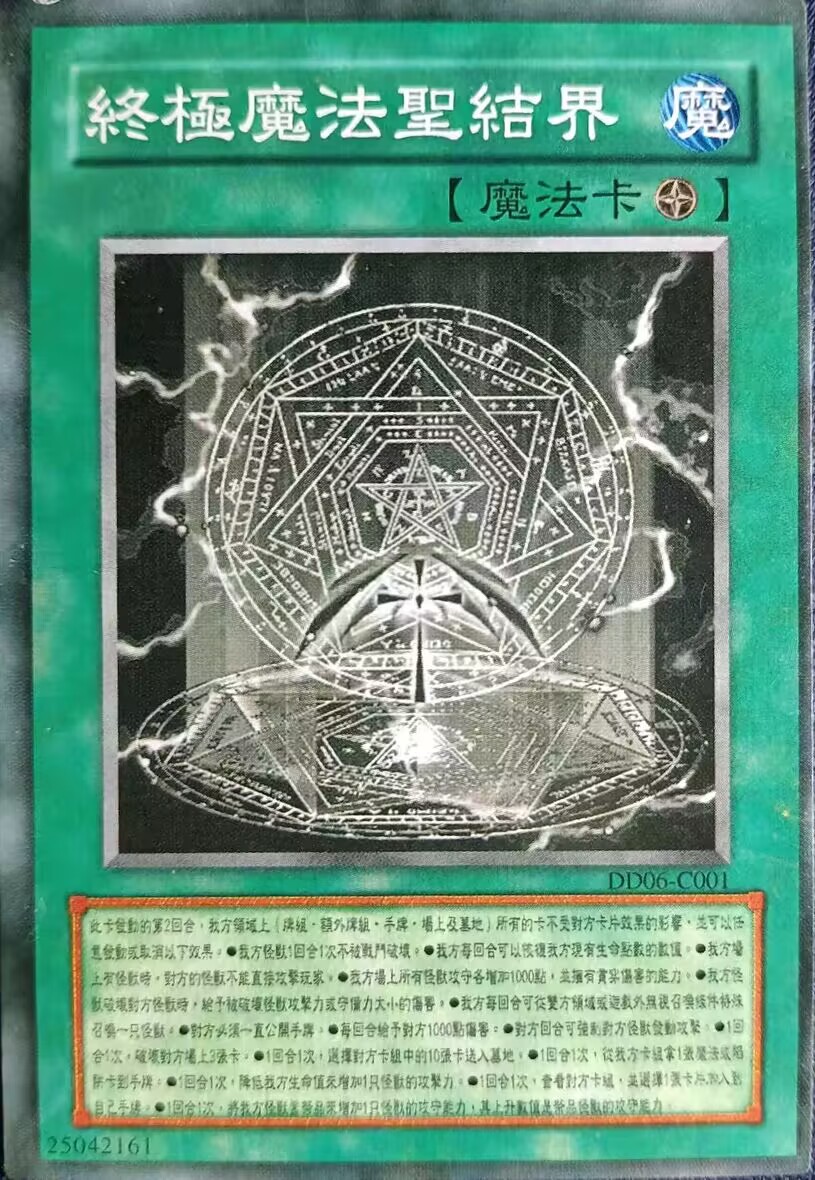 終極魔法聖結界 魔
【魔法卡】
DD06-C001
此卡發動的第2回合，我方領域上（牌組、額外牌組、手牌、場上及墓地）所有的卡不受對方卡片效果的影響，並可以任
意發動或取消以下效果。●我方怪獸1回合1次不被戰鬥破壞。●我方每回合可以恢復我方現有生命點數的數值。●我方場
上有怪獸時，對方的怪獸不能直接攻擊玩家。●我方場上所有怪獸攻守各增加1000點，並擁有貫穿傷害的能力。●我方怪
獸破壞對方怪獸時，給予被破壞怪獸攻擊力或守備力大小的傷害。●我方每回合可從雙方領域或遊戲外無視召喚條件特殊
召喚一只怪獸。●對方必須一直公開手牌。●每回合給予對方1000點傷害。●對方回合可強制對方怪獸發動攻擊。●1回
合1次，破壞對方場上3張卡。●1回合1次，選擇對方卡組中的10張卡送入墓地。●1回合1次，從我方卡組拿1張魔法或陷
阱卡到手牌。●1回合1次，降低我方生命值來增加1只怪獸的攻擊力。●1回合1次，查看對方卡組，並選擇1張卡片加入到
自己手牌。●1回合1次，將我方怪獸當祭品來增加1只怪獸的攻守能力，其上升數值是祭品怪獸的攻守能力。
25042161